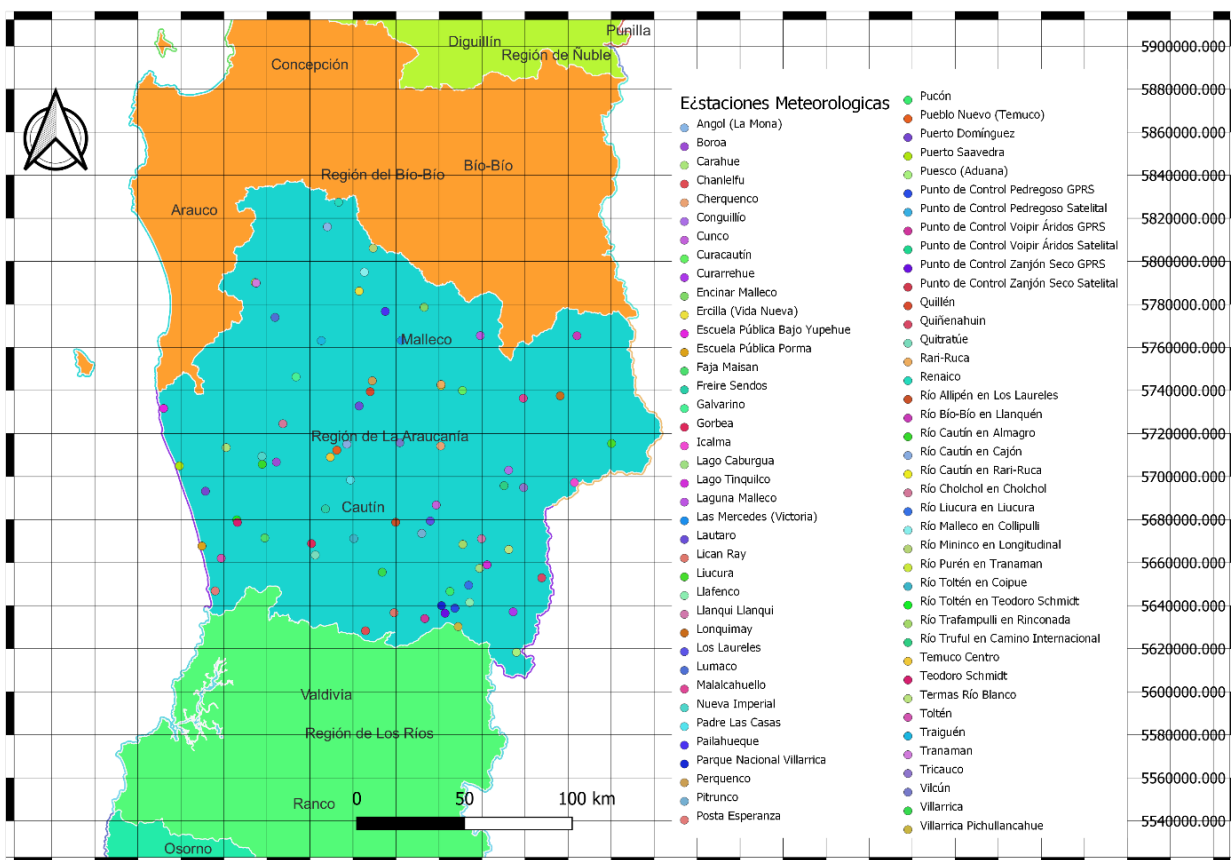 Punilla
Diguillín
Región de Ñuble
Concepción
Bío-Bío
Región del Bío-Bío
Arauco
Malleco
Región de La Araucanía
Cautín
Valdivia
Región de Los Ríos
Ranco
Osorno
0 50 100 km
E¿staciones Meteorologicas
Angol (La Mona)
Boroa
Carahue
Chanlelfu
Cherquenco
Conguillío
Cunco
Curacautín
Curarrehue
Encinar Malleco
Ercilla (Vida Nueva)
Escuela Pública Bajo Yupehue
Escuela Pública Porma
Faja Maisan
Freire Sendos
Galvarino
Gorbea
Icalma
Lago Caburgua
Lago Tinquilco
Laguna Malleco
Las Mercedes (Victoria)
Lautaro
Lican Ray
Liucura
Llafenco
Llanqui Llanqui
Lonquimay
Los Laureles
Lumaco
Malalcahuello
Nueva Imperial
Padre Las Casas
Pailahueque
Parque Nacional Villarrica
Perquenco
Pitrunco
Posta Esperanza
Pucón
Pueblo Nuevo (Temuco)
Puerto Domínguez
Puerto Saavedra
Puesco (Aduana)
Punto de Control Pedregoso GPRS
Punto de Control Pedregoso Satelital
Punto de Control Voipir Áridos GPRS
Punto de Control Voipir Áridos Satelital
Punto de Control Zanjón Seco GPRS
Punto de Control Zanjón Seco Satelital
Quillén
Quiñenahuin
Quitratúe
Rari-Ruca
Renaico
Río Allipén en Los Laureles
Río Bío-Bío en Llanquén
Río Cautín en Almagro
Río Cautín en Cajón
Río Cautín en Rari-Ruca
Río Cholchol en Cholchol
Río Liucura en Liucura
Río Malleco en Collipulli
Río Mininco en Longitudinal
Río Purén en Tranaman
Río Toltén en Coipue
Río Toltén en Teodoro Schmidt
Río Trafampulli en Rinconada
Río Truful en Camino Internacional
Temuco Centro
Teodoro Schmidt
Termas Río Blanco
Toltén
Traiguén
Tranaman
Tricauco
Vilcún
Villarrica
Villarrica Pichullancahue
5900000.000
5880000.000
5860000.000
5840000.000
5820000.000
5800000.000
5780000.000
5760000.000
5740000.000
5720000.000
5700000.000
5680000.000
5660000.000
5640000.000
5620000.000
5600000.000
5580000.000
5560000.000
5540000.000